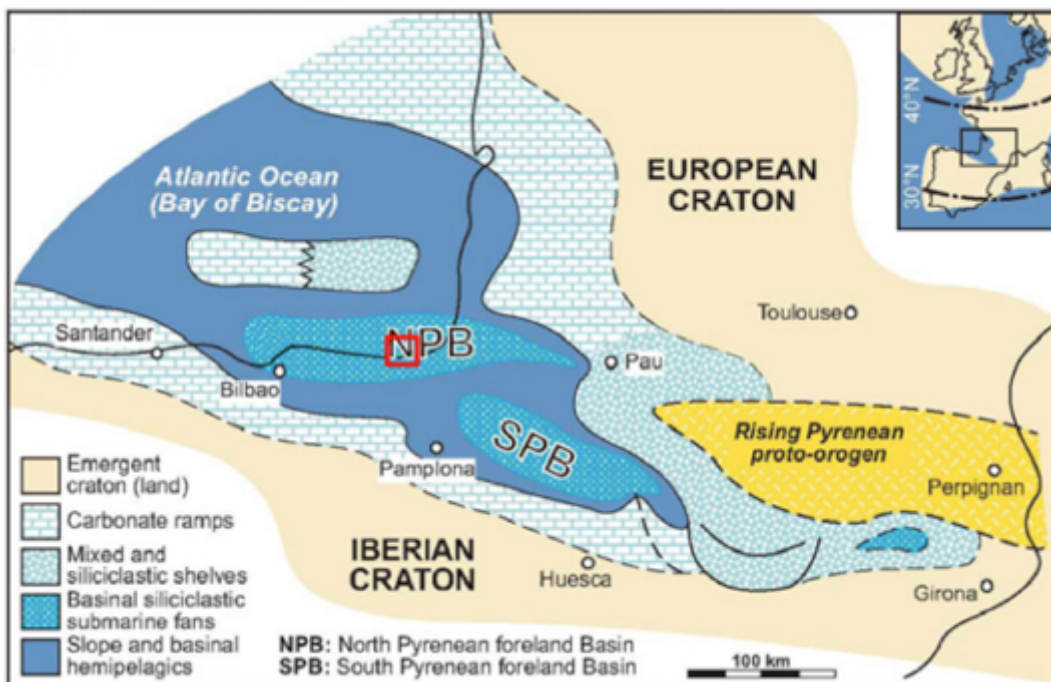 Atlantic Ocean
(Bay of Biscay)
EUROPEAN
CRATON
40°N
30°N
Toulouse
Santander
NPB
Pau
Bilbao
SPB
Rising Pyrenean
proto-orogen
Pamplona
Perpignan
IBERIAN
CRATON
Huesca
Girona
Emergent
craton (land)
Carbonate ramps
Mixed and
siliciclastic shelves
Basinal siliciclastic
submarine fans
Slope and basinal
hemipelagics
NPB: North Pyrenean foreland Basin
SPB: South Pyrenean foreland Basin
100 km